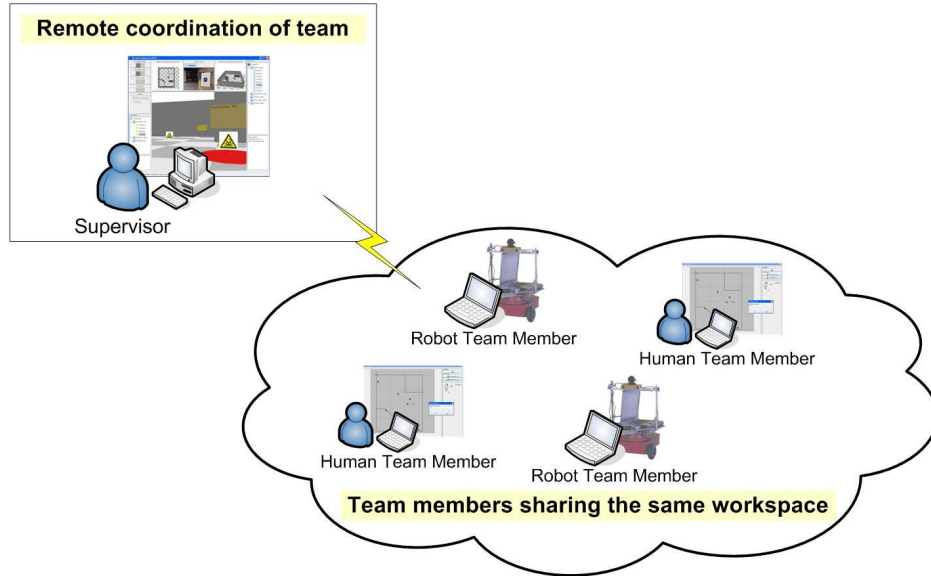 Remote coordination of team
Supervisor
Robot Team Member
Human Team Member
Human Team Member
Robot Team Member
Team members sharing the same workspace